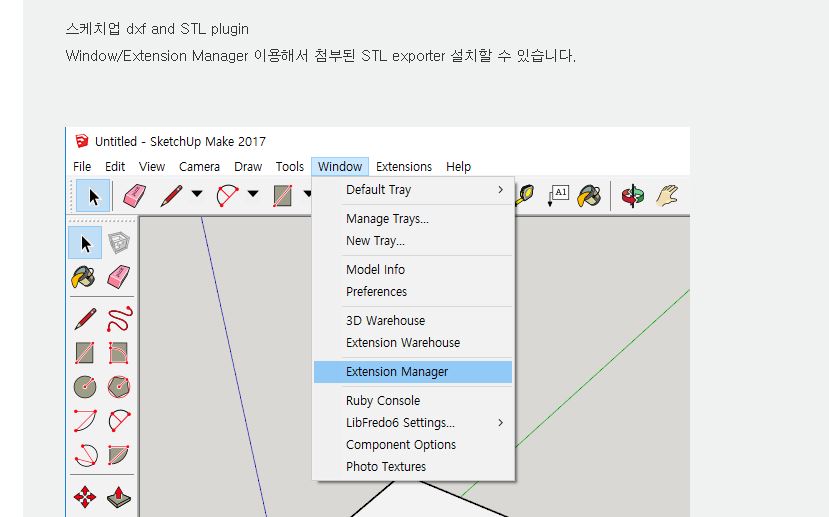 스케치업 dxf and STL plugin
Window/Extension Manager 이용해서 첨부된 STL exporter 설치할 수 있습니다.
Untitled - SketchUp Make 2017
File Edit View Camera Draw Tools Window Extensions Help
Default Tray
A1
Manage Trays...
New Tray...
Model Info
Preferences
3D Warehouse
Extension Warehouse
Extension Manager
Ruby Console
LibFredo6 Settings...
Component Options
Photo Textures